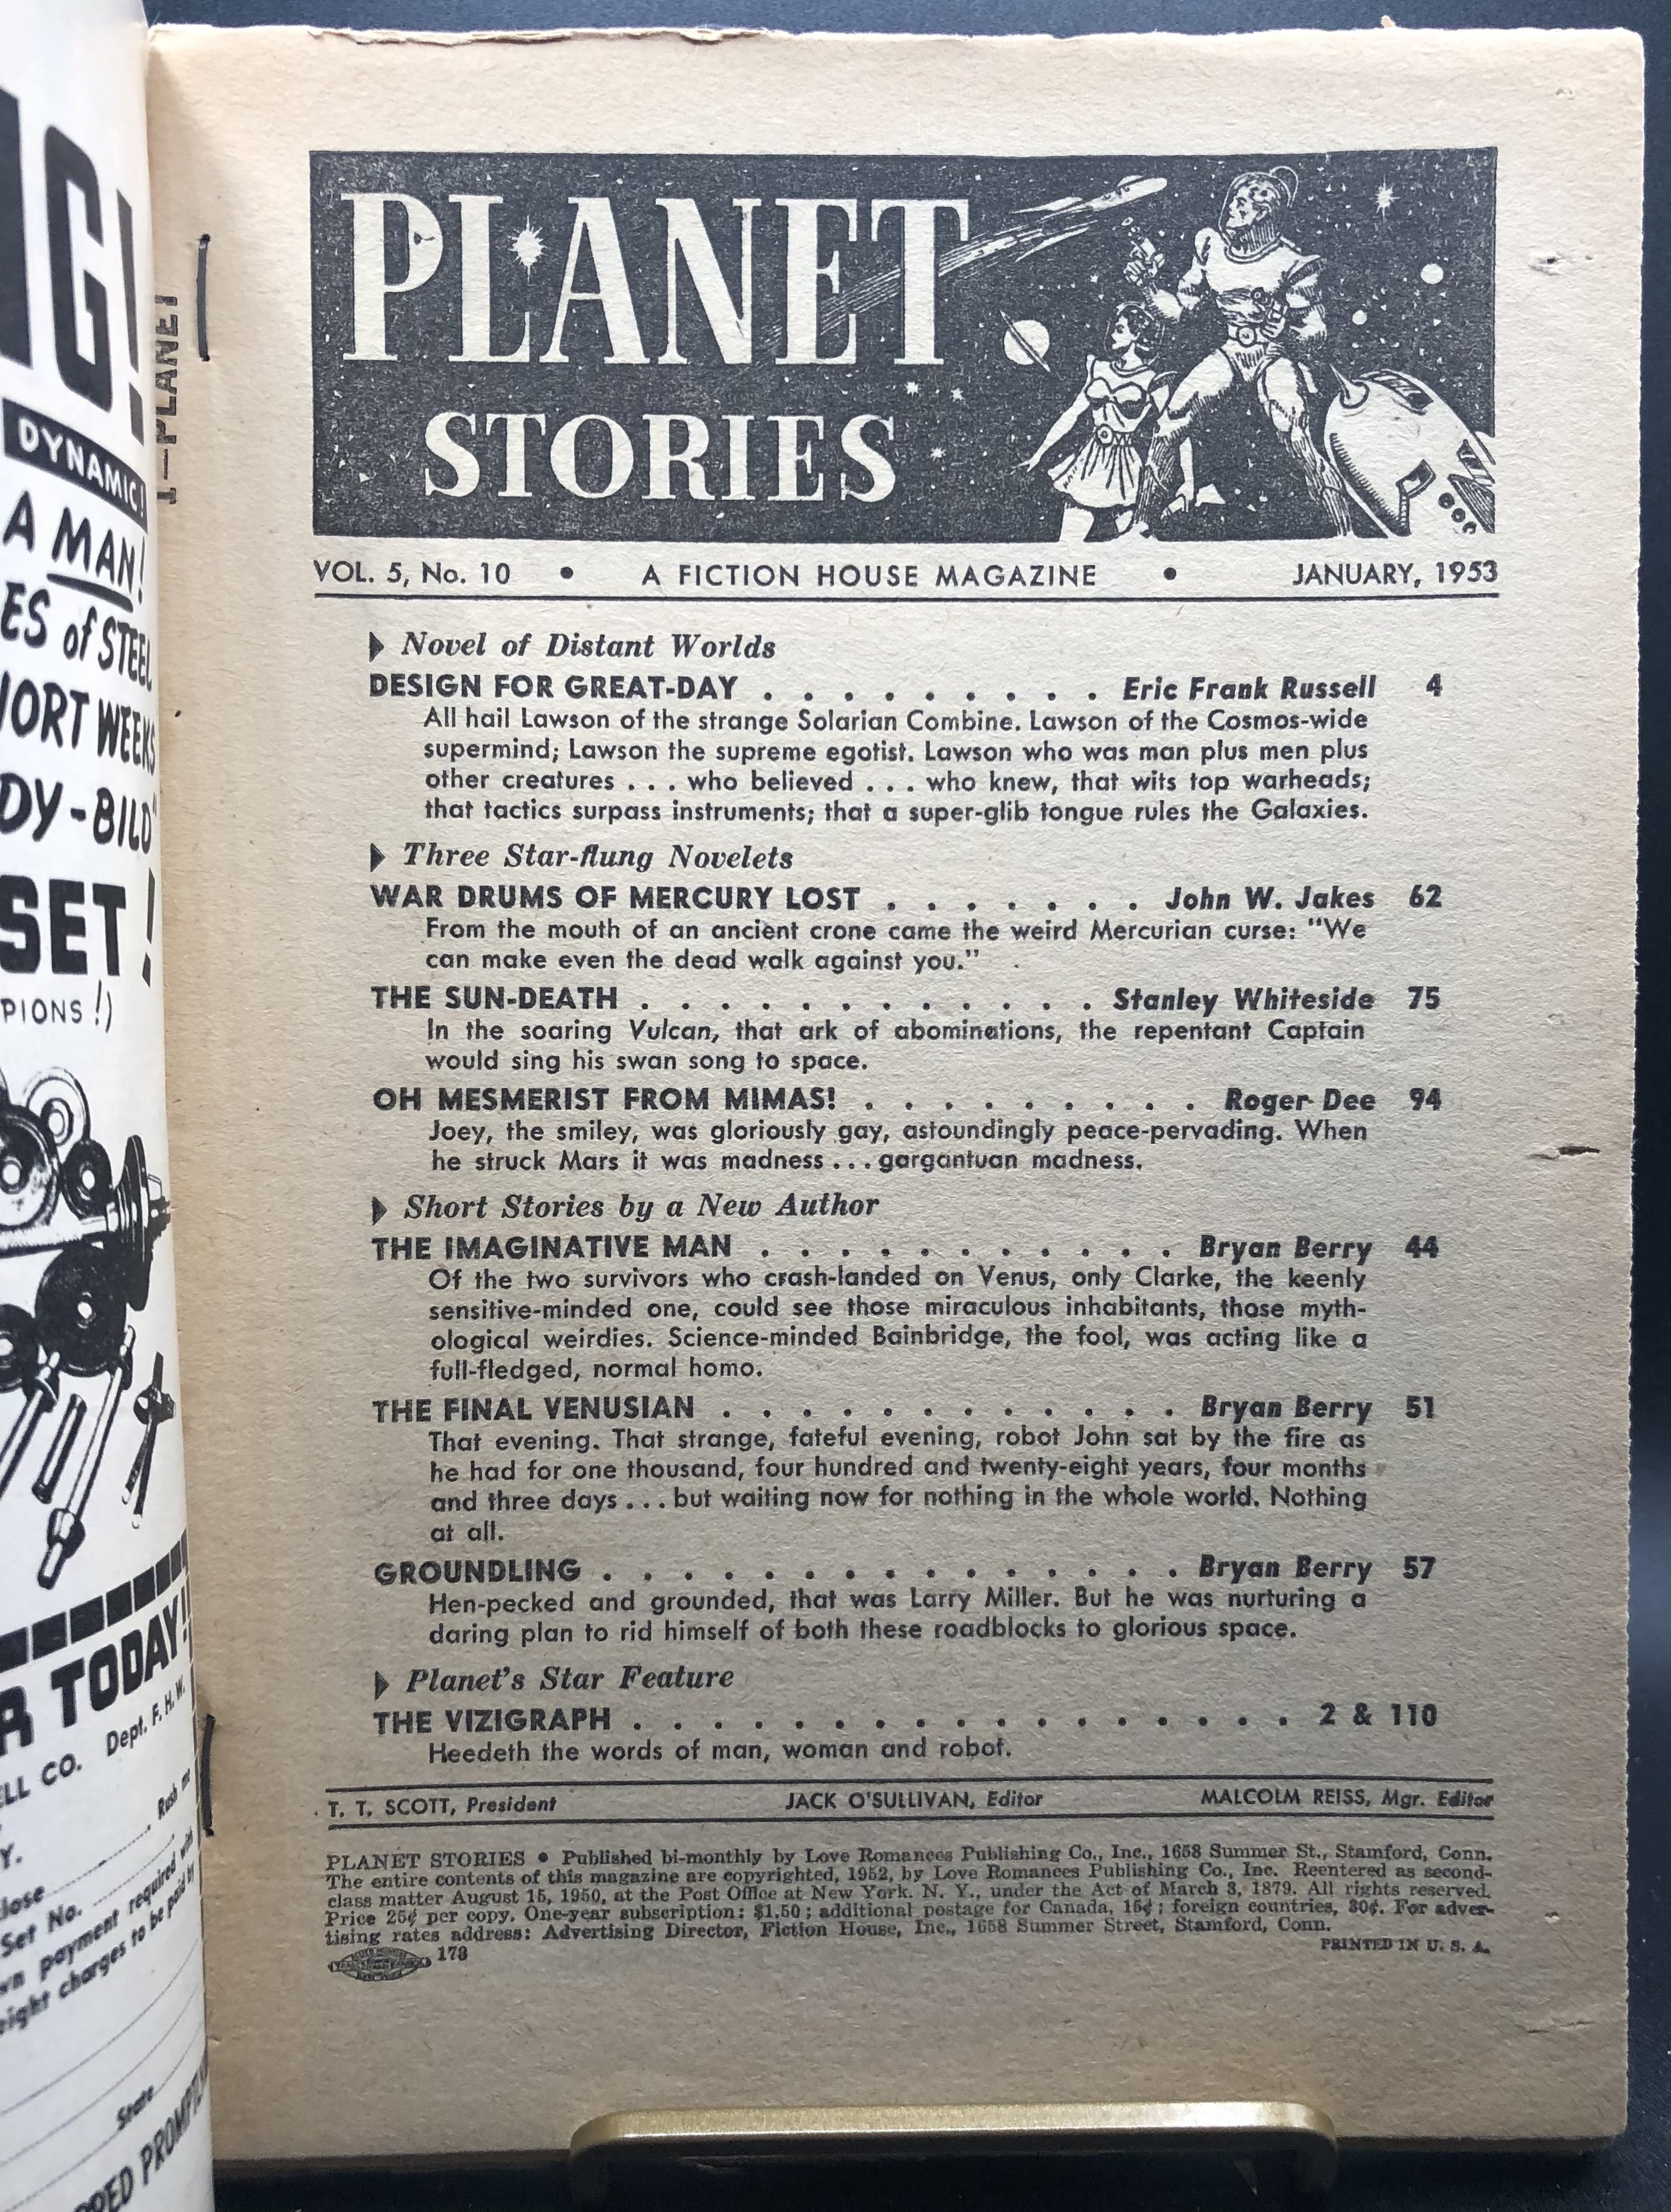 G!
DYNAMIC!
A MAN!
ES of STEEL
ORT WEEKS
DY-BILD"
SET!
PIONS!)
R TODAY!
Dept. F.H.W.
ELL CO.
Rush me
Y.
Set No.
payment required with
eight charges to be paid by
State
1—PLANET
PLANET
STORIES
VOL. 5, No. 10 • A FICTION HOUSE MAGAZINE • JANUARY, 1953
Novel of Distant Worlds
DESIGN FOR GREAT-DAY . . . . . . . . . . Eric Frank Russell 4
All hail Lawson of the strange Solarian Combine. Lawson of the Cosmos-wide
supermind; Lawson the supreme egotist. Lawson who was man plus men plus
other creatures . . . who believed . . . who knew, that wits top warheads;
that tactics surpass instruments; that a super-glib tongue rules the Galaxies.
Three Star-flung Novelets
WAR DRUMS OF MERCURY LOST . . . . . . . John W. Jakes 62
From the mouth of an ancient crone came the weird Mercurian curse: "We
can make even the dead walk against you."
THE SUN-DEATH . . . . . . . . . . . . . Stanley Whiteside 75
In the soaring Vulcan, that ark of abominations, the repentant Captain
would sing his swan song to space.
OH MESMERIST FROM MIMAS! . . . . . . . . . Roger Dee 94
Joey, the smiley, was gloriously gay, astoundingly peace-pervading. When
he struck Mars it was madness . . . gargantuan madness.
Short Stories by a New Author
THE IMAGINATIVE MAN . . . . . . . . . . . Bryan Berry 44
Of the two survivors who crash-landed on Venus, only Clarke, the keenly
sensitive-minded one, could see those miraculous inhabitants, those myth-
ological weirdies. Science-minded Bainbridge, the fool, was acting like a
full-fledged, normal homo.
THE FINAL VENUSIAN . . . . . . . . . . . . Bryan Berry 51
That evening. That strange, fateful evening, robot John sat by the fire as
he had for one thousand, four hundred and twenty-eight years, four months
and three days . . . but waiting now for nothing in the whole world. Nothing
at all.
GROUNDLING . . . . . . . . . . . . . . . Bryan Berry 57
Hen-pecked and grounded, that was Larry Miller. But he was nurturing a
daring plan to rid himself of both these roadblocks to glorious space.
Planet's Star Feature
THE VIZIGRAPH . . . . . . . . . . . . . . . . . . 2 & 110
Heedeth the words of man, woman and robot.
T. T. SCOTT, President JACK O'SULLIVAN, Editor MALCOLM REISS, Mgr. Editor
PLANET STORIES • Published bi-monthly by Love Romances Publishing Co., Inc., 1658 Summer St., Stamford, Conn.
The entire contents of this magazine are copyrighted, 1952, by Love Romances Publishing Co., Inc. Reentered as second-
class matter August 15, 1950, at the Post Office at New York. N. Y., under the Act of March 3, 1879. All rights reserved.
Price 25¢ per copy. One-year subscription: $1.50; additional postage for Canada, 15¢; foreign countries, 30¢. For adver-
tising rates address: Advertising Director, Fiction House, Inc., 1658 Summer Street, Stamford, Conn.
173 PRINTED IN U. S. A.